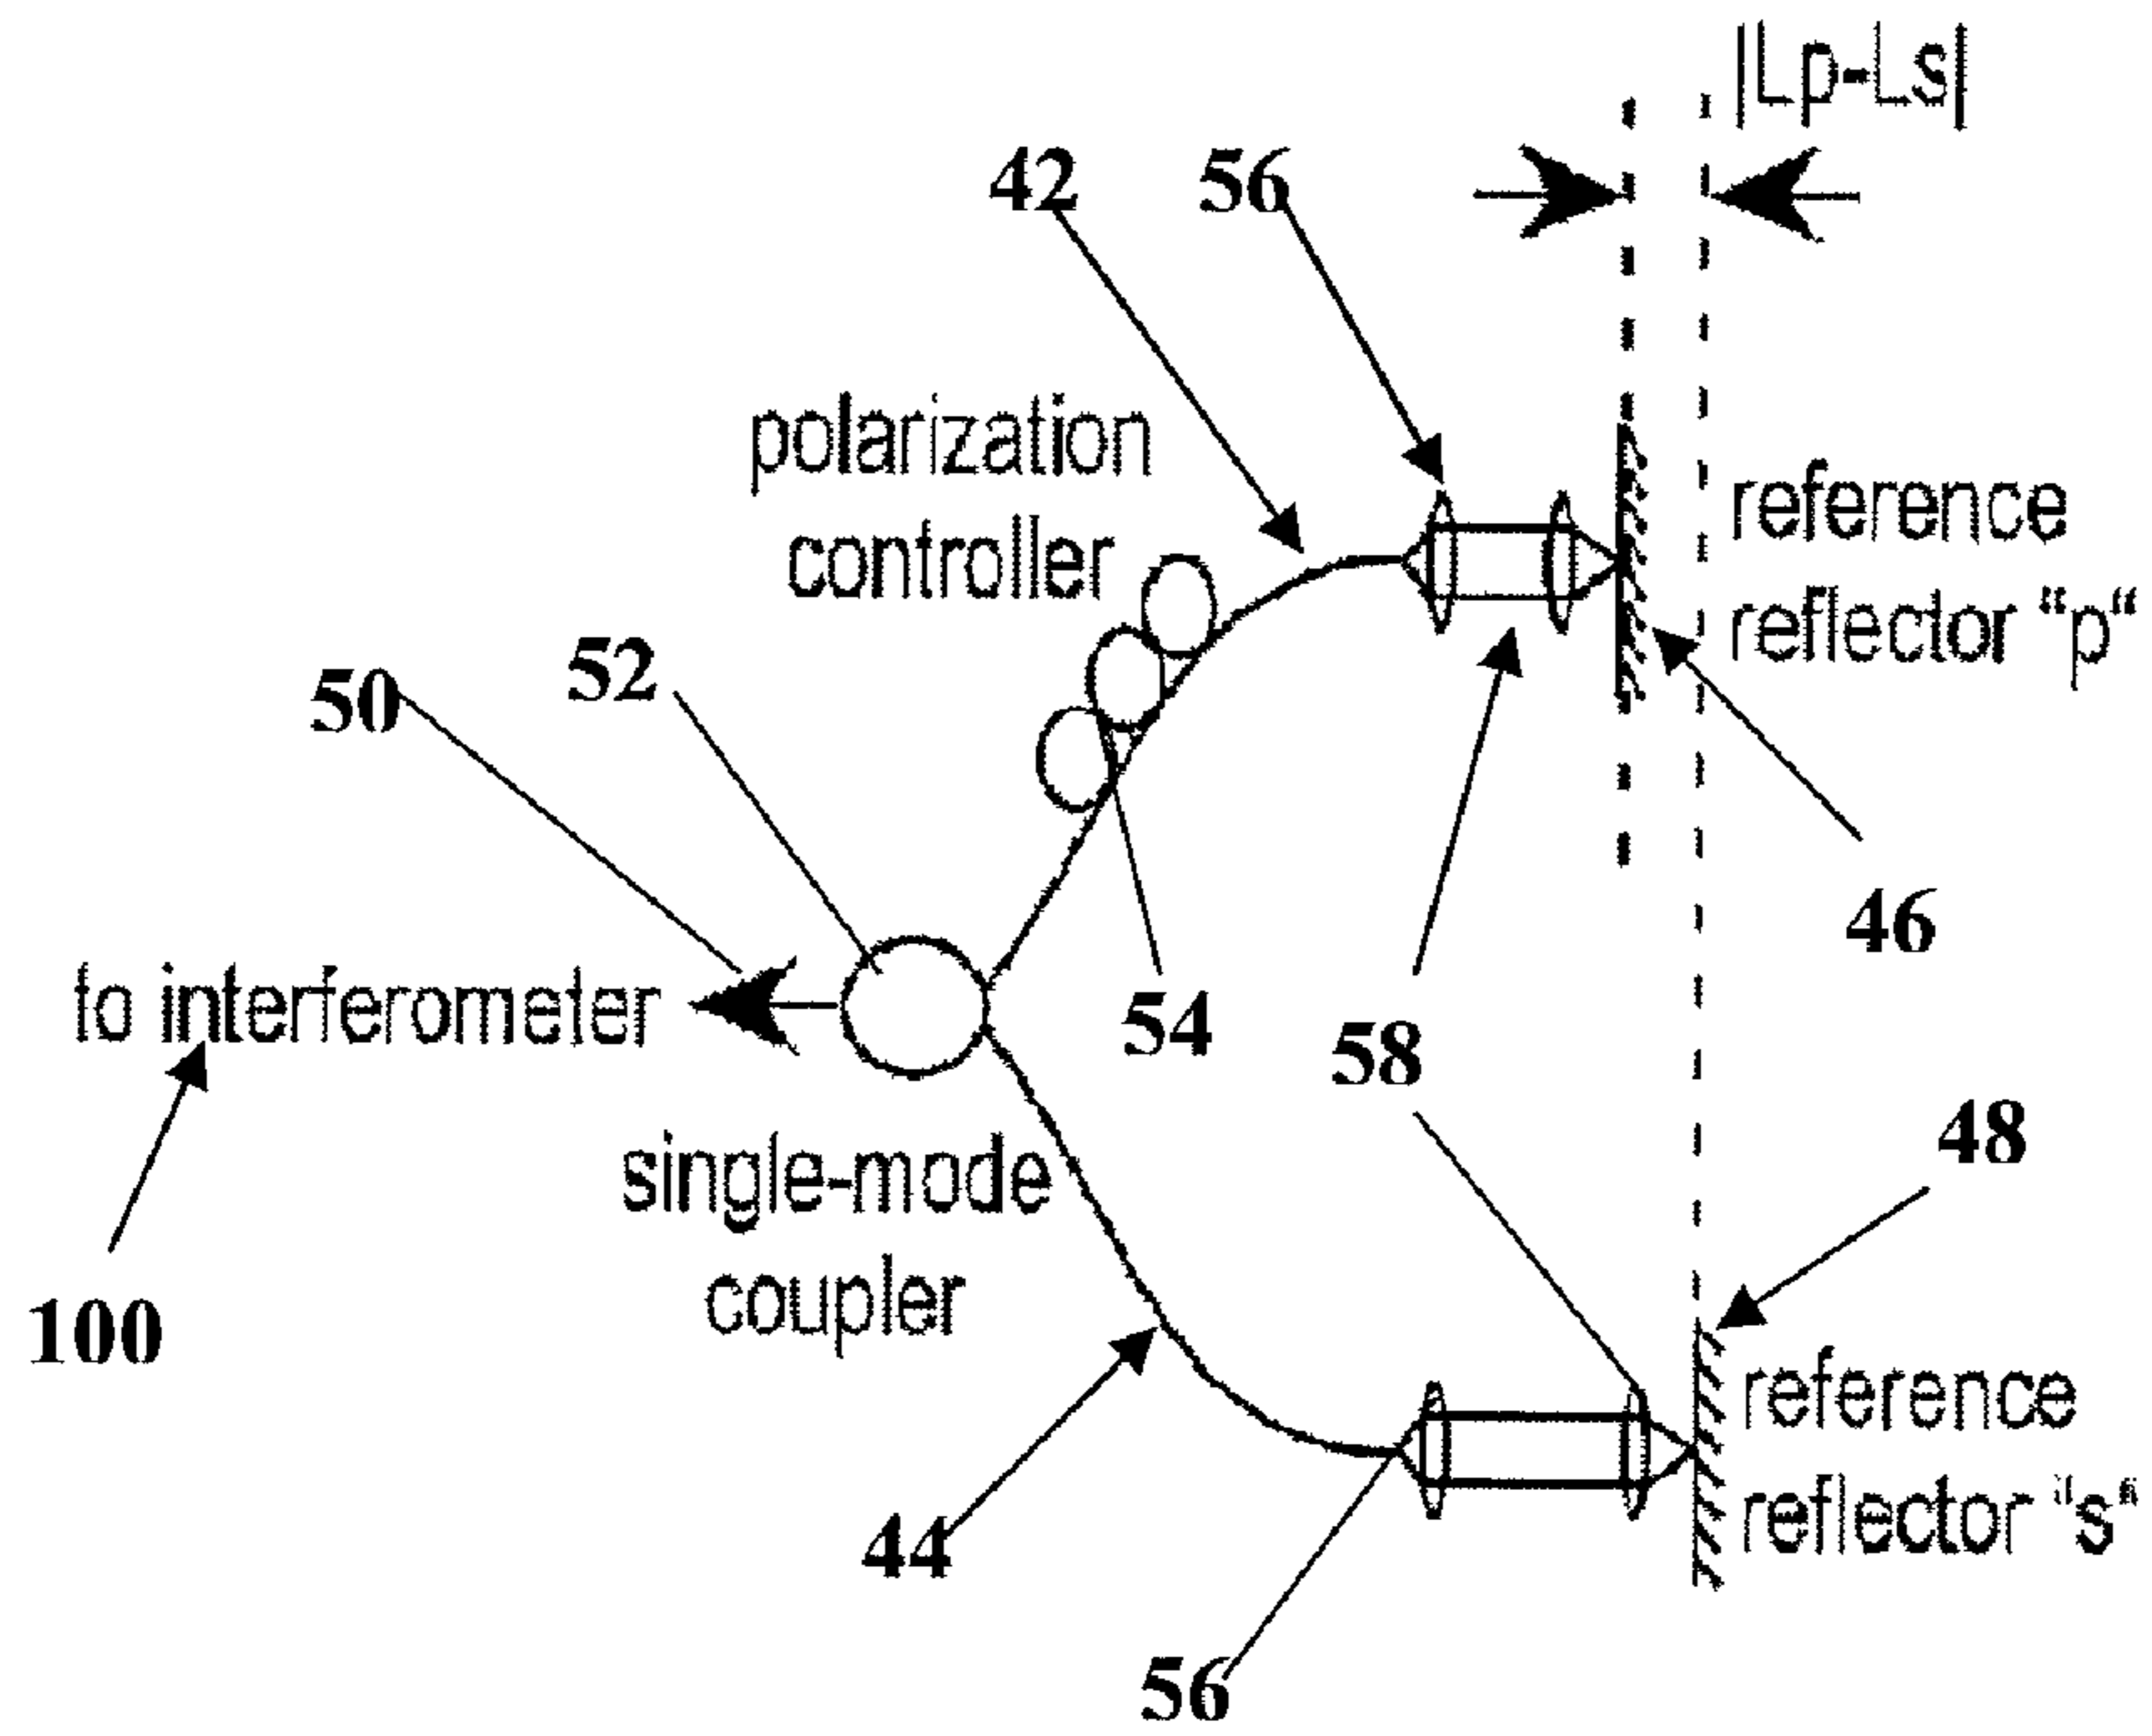 |Lp-Ls|
42
56
polarization
controller
reference
reflector “p“
50
52
46
54
58
to interferometer
48
single-mode
coupler
100
reference
reflector "s"
44
56